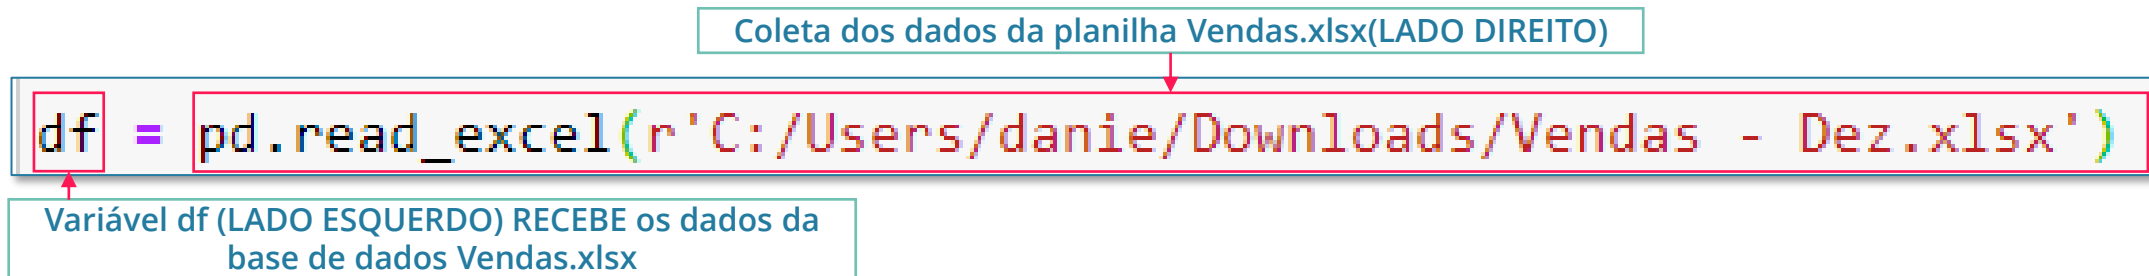 Coleta dos dados da planilha Vendas.xlsx(LADO DIREITO)
df = pd.read_excel(r'C:/Users/danie/Downloads/Vendas - Dez.xlsx')
Variável df (LADO ESQUERDO) RECEBE os dados da
base de dados Vendas.xlsx